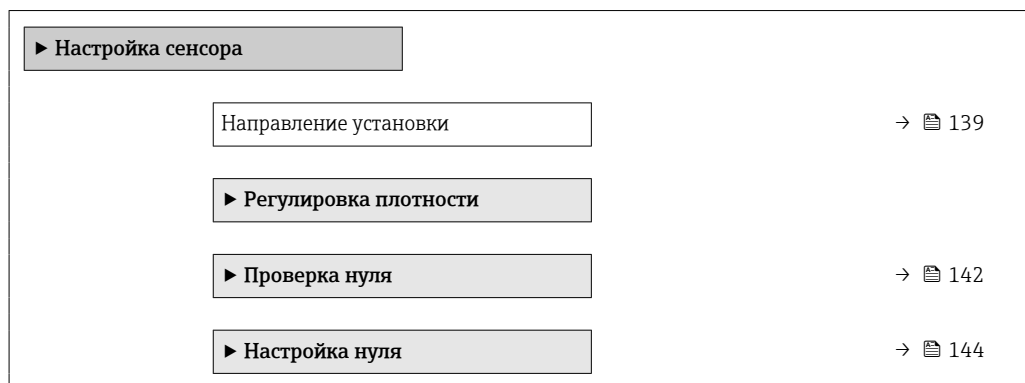 ▶ Настройка сенсора
Направление установки → 139
▶ Регулировка плотности
▶ Проверка нуля → 142
▶ Настройка нуля → 144